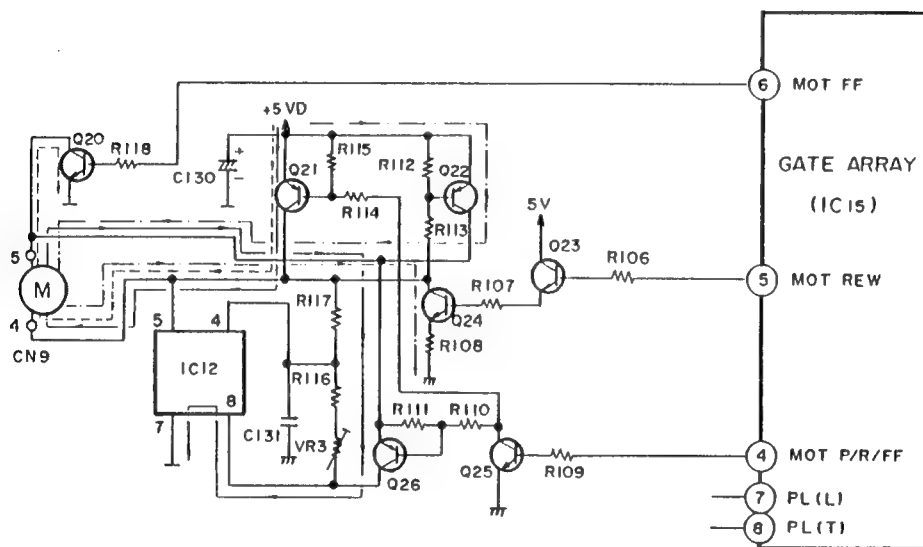 6 MOT FF
+5VD
Q20
R118
C130
+
-
Q21
R115
R114
R112
Q22
R113
GATE ARRAY
(IC15)
5V
Q23
R106
5 MOT REW
R107
Q24
R108
5
M
4
CN9
5
4
IC12
8
7
R117
R116
C131
VR3
R111
R110
Q26
Q25
R109
4 MOT P/R/FF
7 PL(L)
8 PL(T)